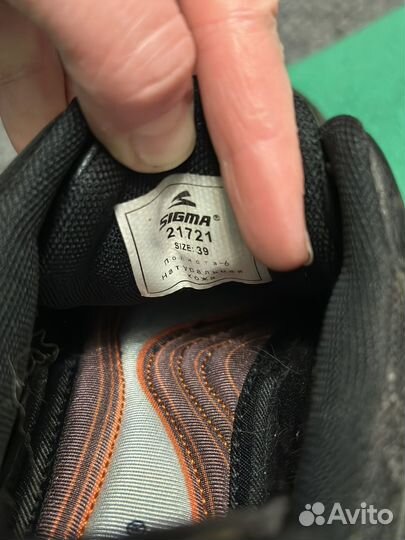 SIGMA®
21721
SIZE: 39
Полнота-6
Натуральная
кожа
®
Avito